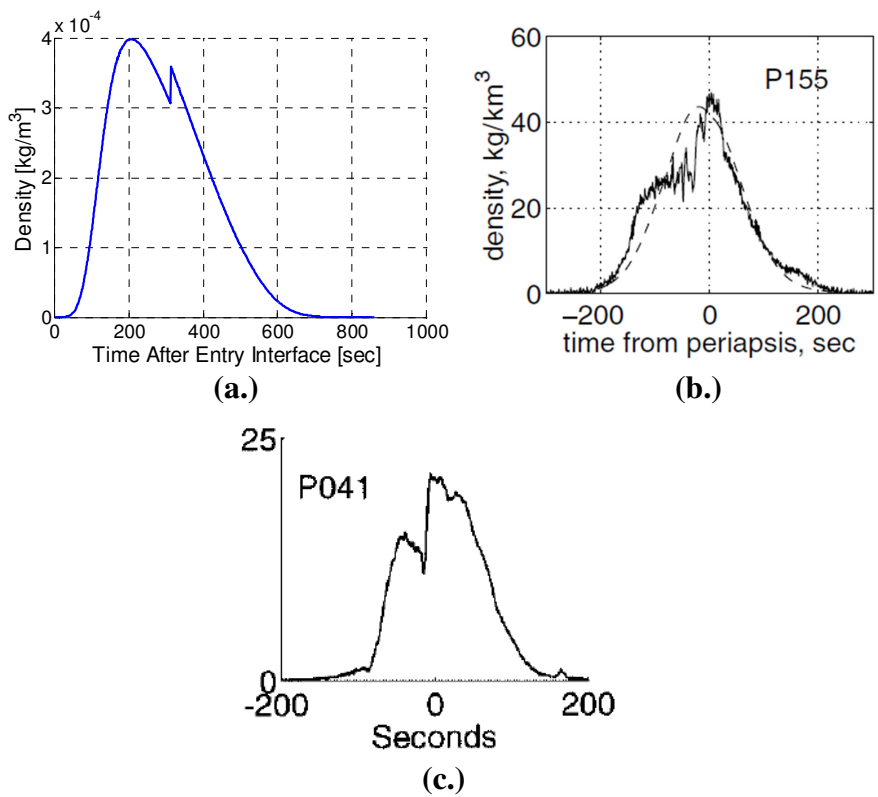 x 10^-4
4
3
2
1
0
Density [kg/m^3]
0 200 400 600 800 1000
Time After Entry Interface [sec]
(a.)
60
40
20
0
density, kg/km^3
P155
−200 0 200
time from periapsis, sec
(b.)
25
P041
0
-200 0 200
Seconds
(c.)